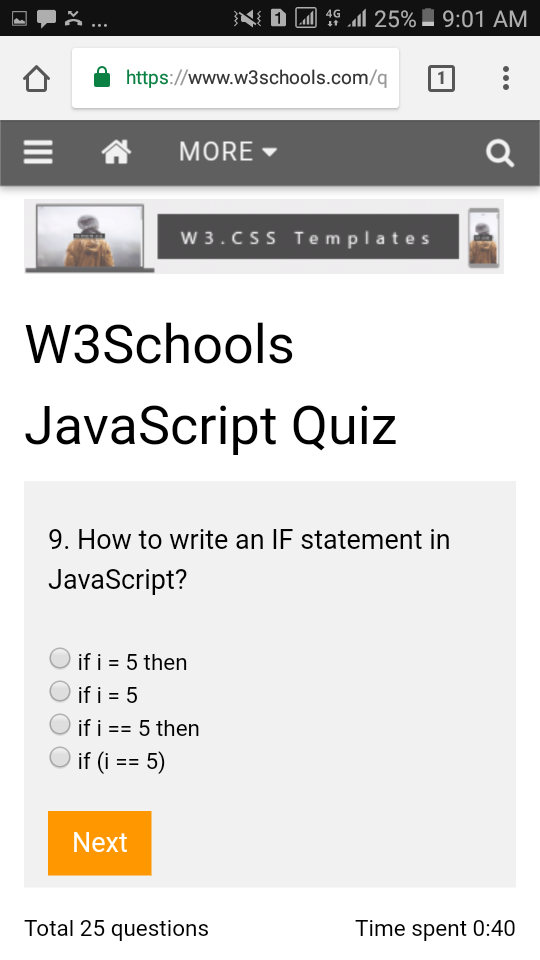 1 4G 25% 9:01 AM
https://www.w3schools.com/q 1
MORE
W3.CSS Templates
W3Schools
JavaScript Quiz
9. How to write an IF statement in
JavaScript?
if i = 5 then
if i = 5
if i == 5 then
if (i == 5)
Next
Total 25 questions Time spent 0:40